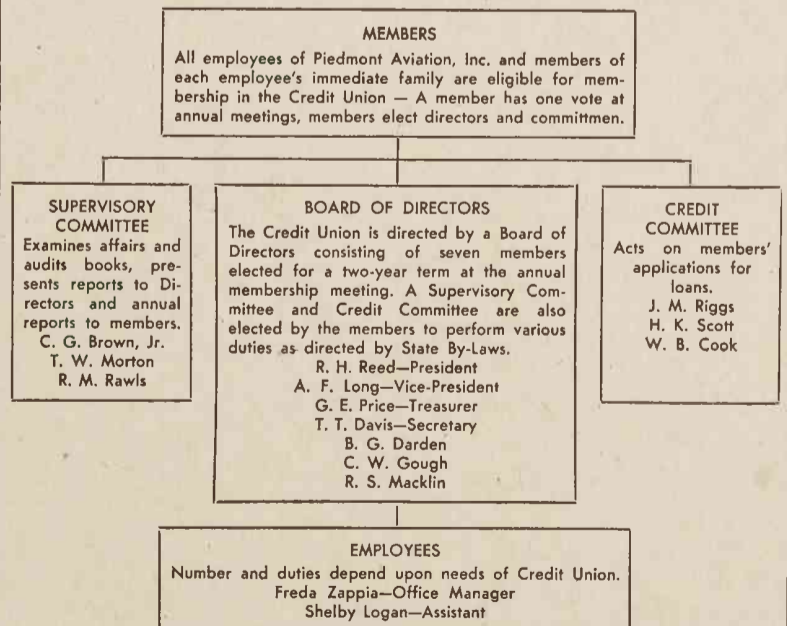 MEMBERS
All employees of Piedmont Aviation, Inc. and members of
each employee's immediate family are eligible for mem-
bership in the Credit Union — A member has one vote at
annual meetings, members elect directors and committmen.
SUPERVISORY
COMMITTEE
Examines affairs and
audits books, pre-
sents reports to Di-
rectors and annual
reports to members.
C. G. Brown, Jr.
T. W. Morton
R. M. Rawls
BOARD OF DIRECTORS
The Credit Union is directed by a Board of
Directors consisting of seven members
elected for a two-year term at the annual
membership meeting. A Supervisory Com-
mittee and Credit Committee are also
elected by the members to perform various
duties as directed by State By-Laws.
R. H. Reed—President
A. F. Long—Vice-President
G. E. Price—Treasurer
T. T. Davis—Secretary
B. G. Darden
C. W. Gough
R. S. Macklin
CREDIT
COMMITTEE
Acts on members'
applications for
loans.
J. M. Riggs
H. K. Scott
W. B. Cook
EMPLOYEES
Number and duties depend upon needs of Credit Union.
Freda Zappia—Office Manager
Shelby Logan—Assistant